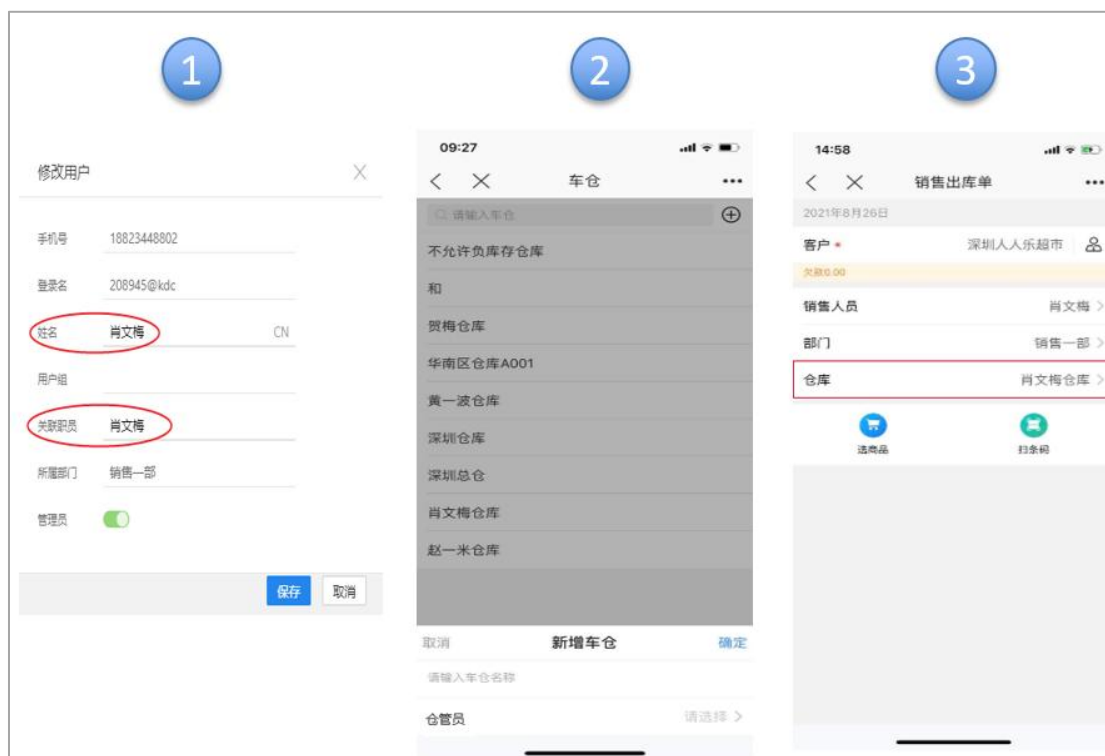 1
修改用户
手机号 18823448802
登录名 208945@kdc
姓名 肖文梅 CN
用户组
关联职员 肖文梅
所属部门 销售一部
管理员
保存 取消
2
09:27
车仓
请输入车仓
不允许负库存仓库
和
贺梅仓库
华南区仓库A001
黄一波仓库
深圳仓库
深圳总仓
肖文梅仓库
赵一米仓库
取消 新增车仓 确定
请输入车仓名称
仓管员 请选择
3
14:58
销售出库单
2021年8月26日
客户 * 深圳人人乐超市
欠款0.00
销售人员 肖文梅
部门 销售一部
仓库 肖文梅仓库
选商品 扫条码